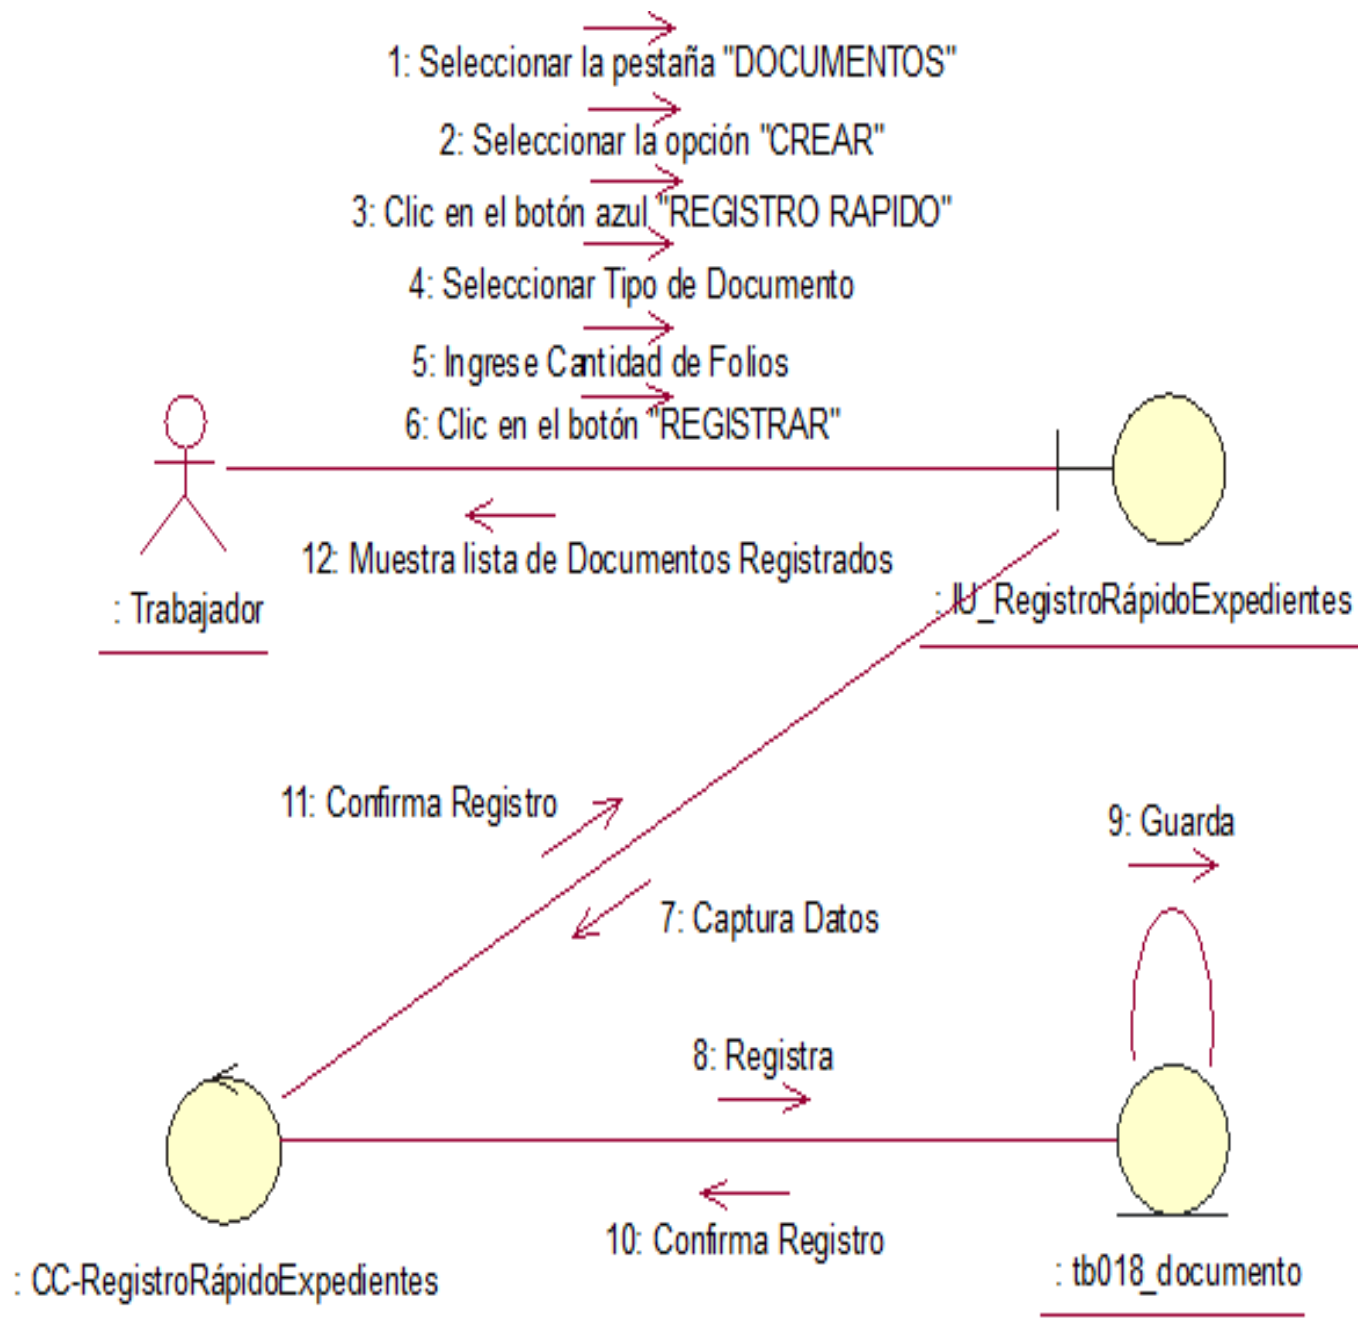 1: Seleccionar la pestaña "DOCUMENTOS"
2: Seleccionar la opción "CREAR"
3: Clic en el botón azul "REGISTRO RAPIDO"
4: Seleccionar Tipo de Documento
5: Ingrese Cantidad de Folios
6: Clic en el botón "REGISTRAR"
12: Muestra lista de Documentos Registrados
: Trabajador
: IU_RegistroRápidoExpedientes
11: Confirma Registro
9: Guarda
7: Captura Datos
8: Registra
10: Confirma Registro
: CC-RegistroRápidoExpedientes
: tb018_documento